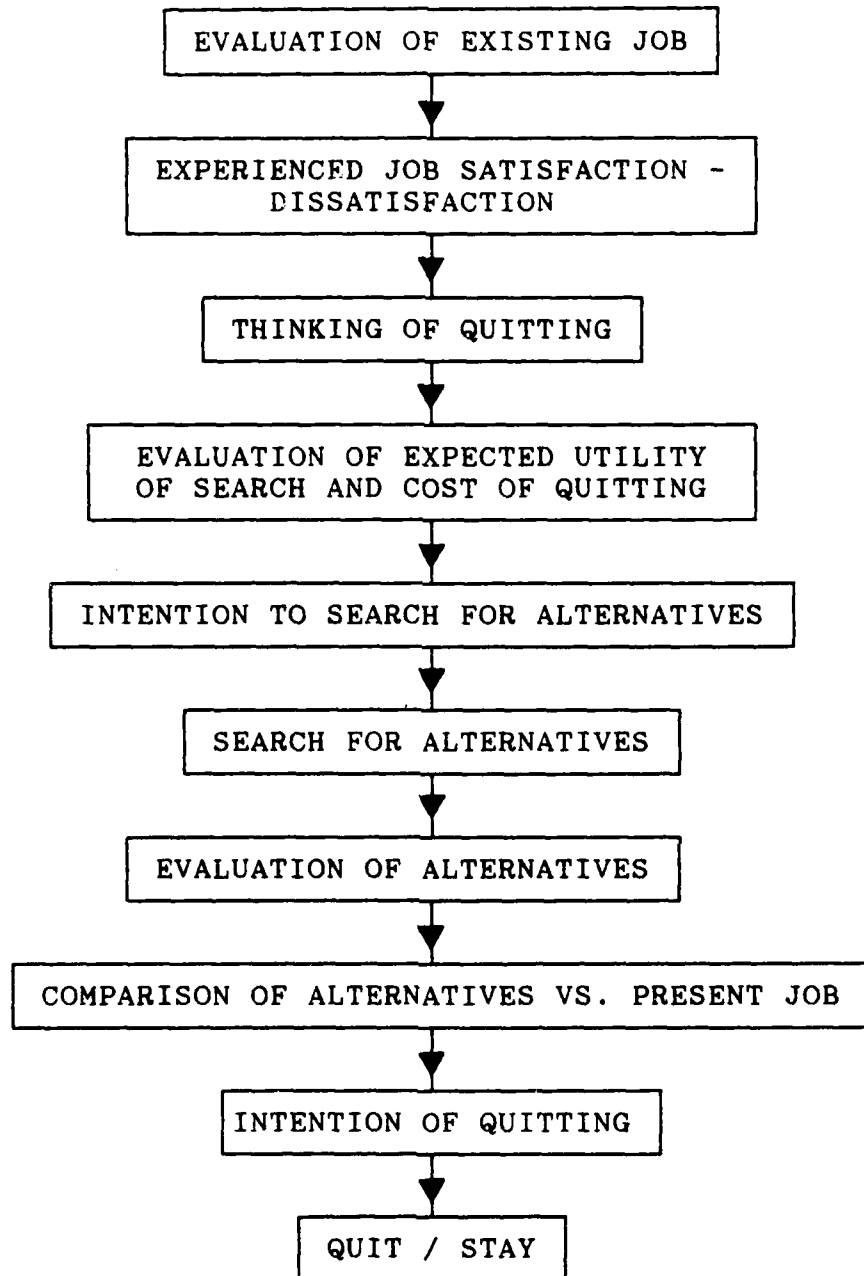 EVALUATION OF EXISTING JOB
EXPERIENCED JOB SATISFACTION -
DISSATISFACTION
THINKING OF QUITTING
EVALUATION OF EXPECTED UTILITY
OF SEARCH AND COST OF QUITTING
INTENTION TO SEARCH FOR ALTERNATIVES
SEARCH FOR ALTERNATIVES
EVALUATION OF ALTERNATIVES
COMPARISON OF ALTERNATIVES VS. PRESENT JOB
INTENTION OF QUITTING
QUIT / STAY